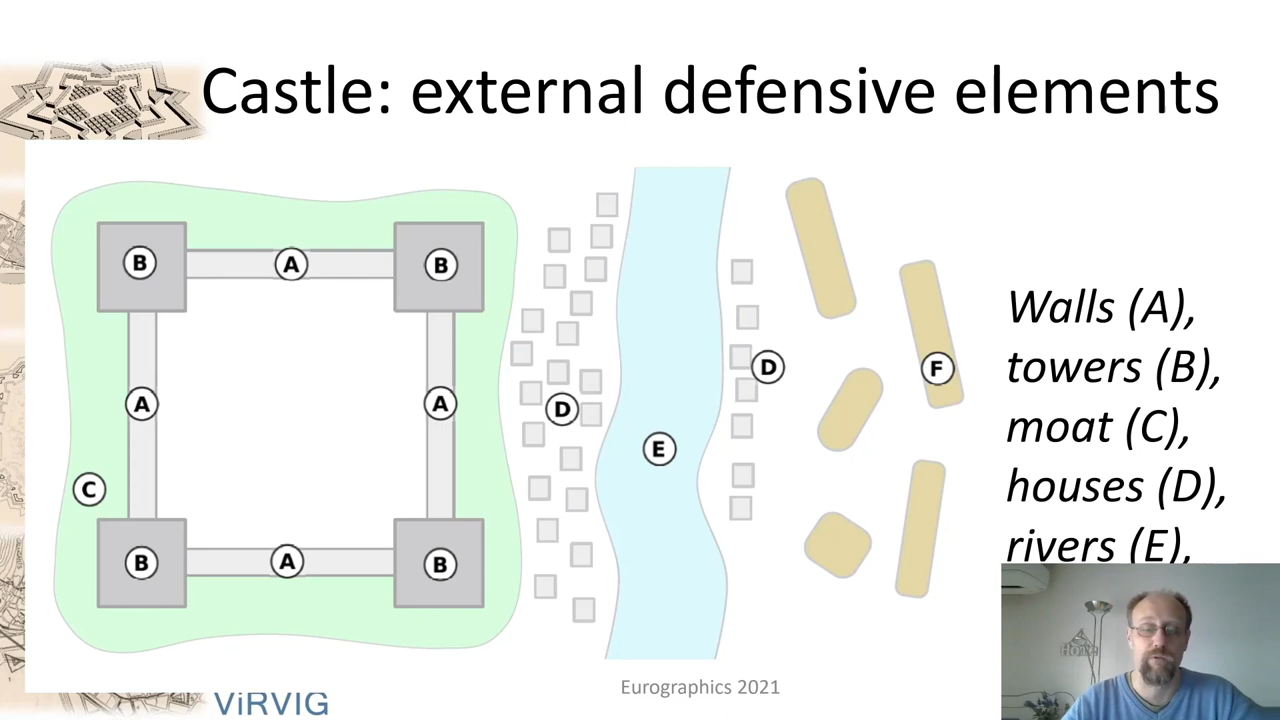 Castle: external defensive elements
B
A
B
A
A
C
B
A
B
D
E
D
F
Walls (A),
towers (B),
moat (C),
houses (D),
rivers (E),
Eurographics 2021
ViRVIG